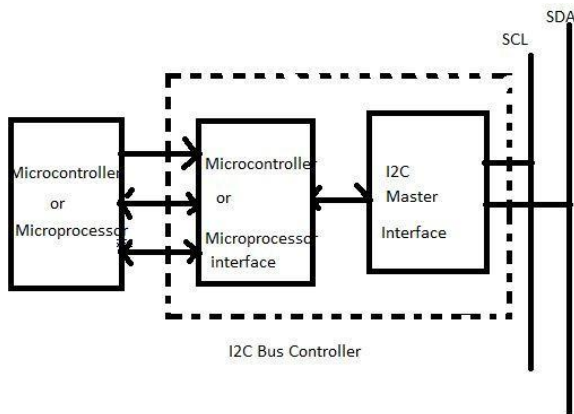 SDA
SCL
Microcontroller
or
Microprocessor
Microcontroller
or
Microprocessor
interface
I2C
Master
Interface
I2C Bus Controller